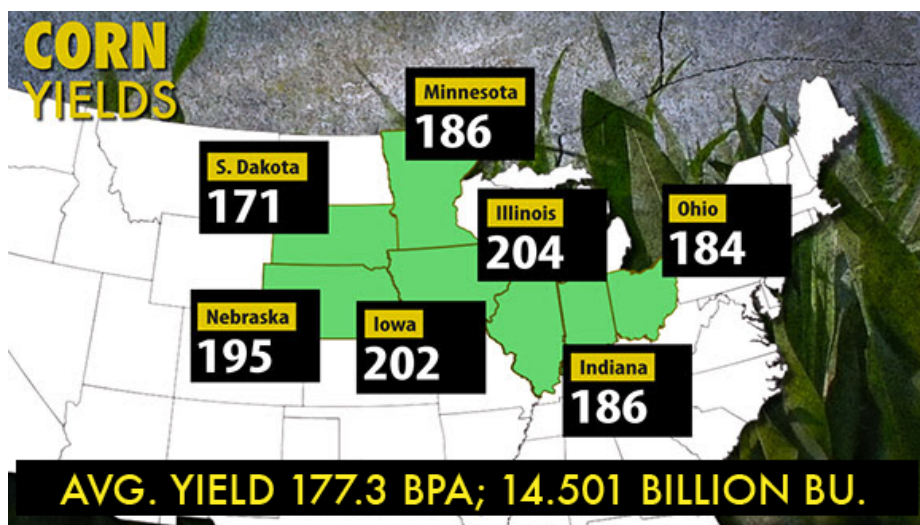 CORN
YIELDS
Minnesota
186
S. Dakota
171
Illinois
204
Ohio
184
Nebraska
195
Iowa
202
Indiana
186
AVG. YIELD 177.3 BPA; 14.501 BILLION BU.